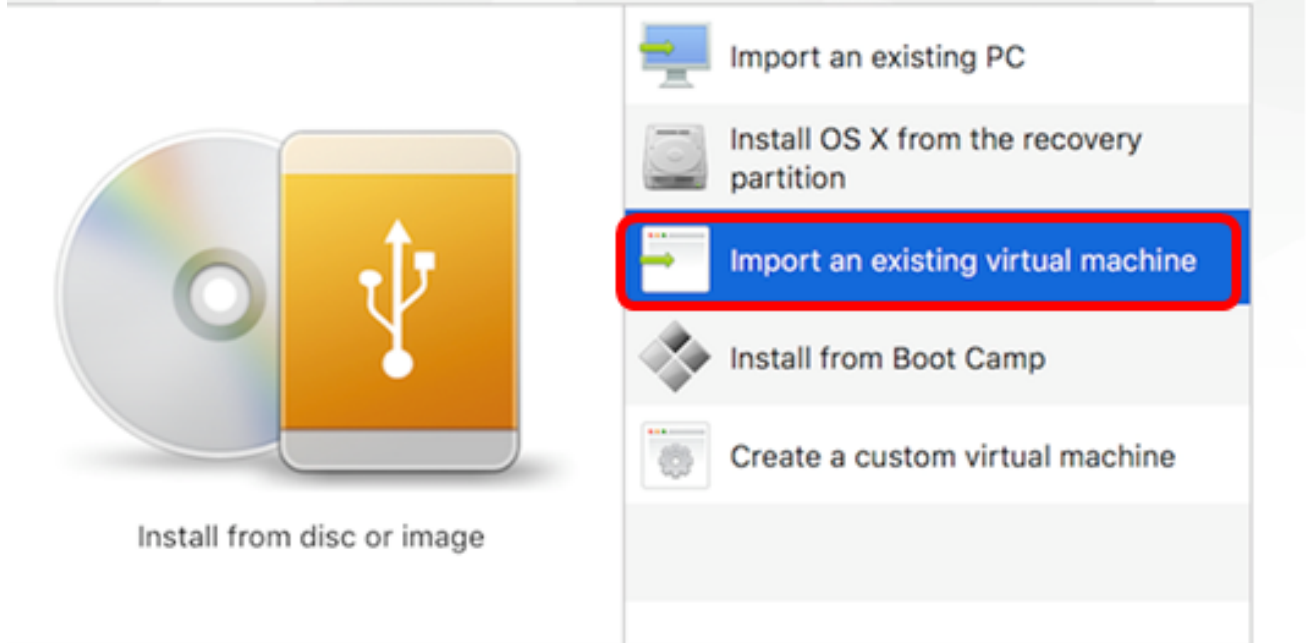 Import an existing PC
Install OS X from the recovery
partition
Import an existing virtual machine
Install from Boot Camp
Create a custom virtual machine
Install from disc or image